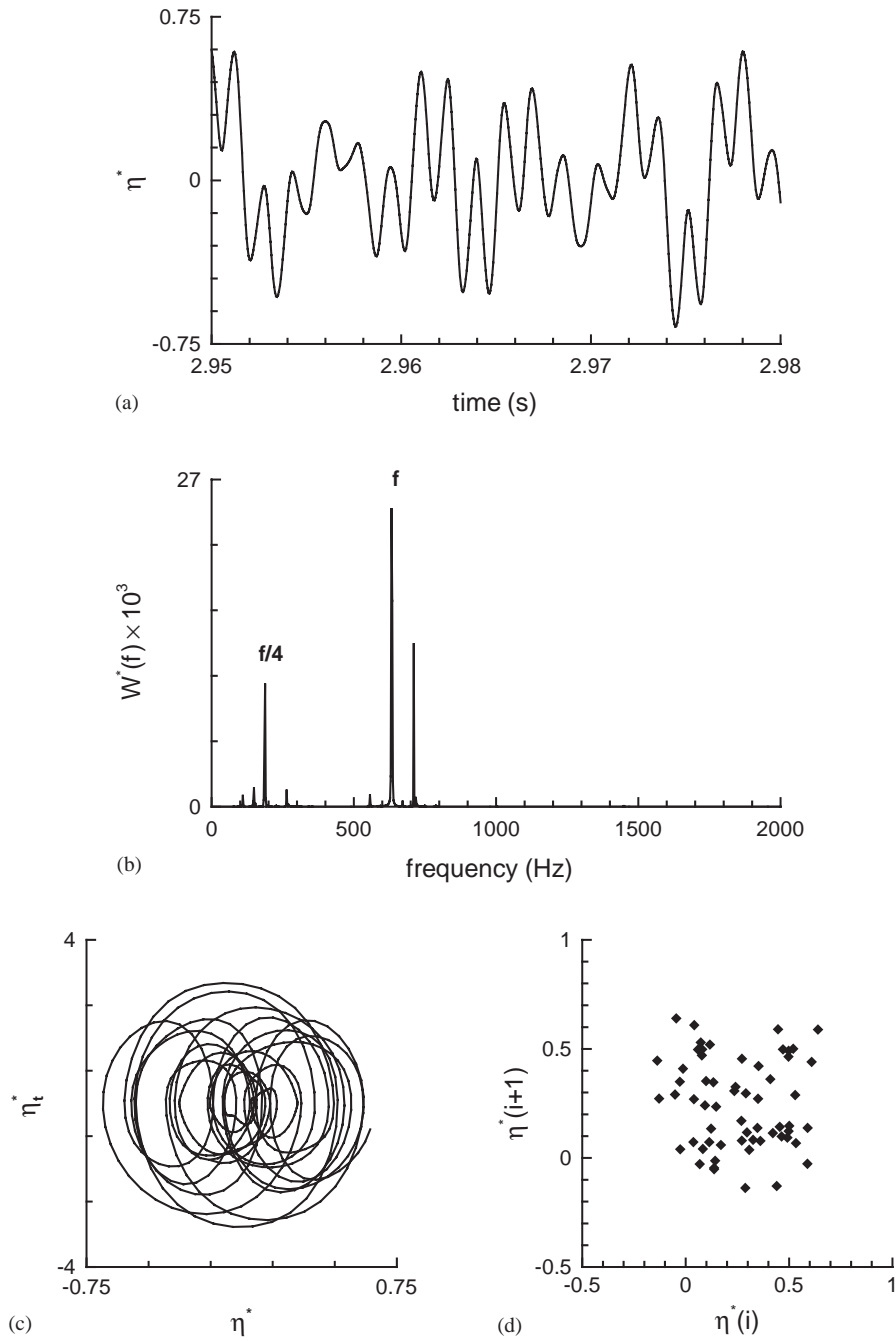 0.75
η*
0
-0.75
2.95
2.96
2.97
2.98
(a)
time (s)
27
f
W*(f) × 10³
f/4
0
0
500
1000
1500
2000
(b)
frequency (Hz)
4
η*t
-4
-0.75
0.75
(c)
η*
1
0.5
η*(i+1)
0
-0.5
-0.5
0
0.5
1
(d)
η*(i)